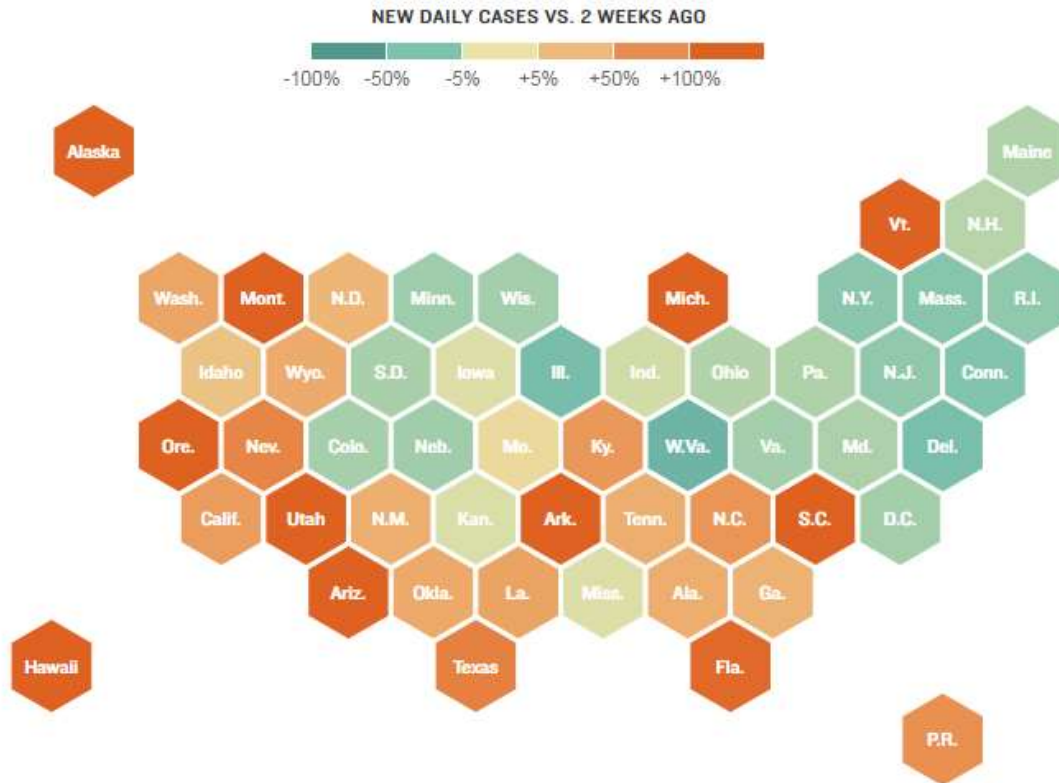 NEW DAILY CASES VS. 2 WEEKS AGO
-100% -50% -5% +5% +50% +100%
Alaska
Maine
Vt. N.H.
Wash. Mont. N.D. Minn. Wis. Mich. N.Y. Mass. R.I.
Idaho Wyo. S.D. Iowa Ill. Ind. Ohio Pa. N.J. Conn.
Ore. Nev. Colo. Neb. Mo. Ky. W.Va. Va. Md. Del.
Calif. Utah N.M. Kan. Ark. Tenn. N.C. S.C. D.C.
Ariz. Okla. La. Miss. Ala. Ga.
Hawaii Texas Fla.
P.R.